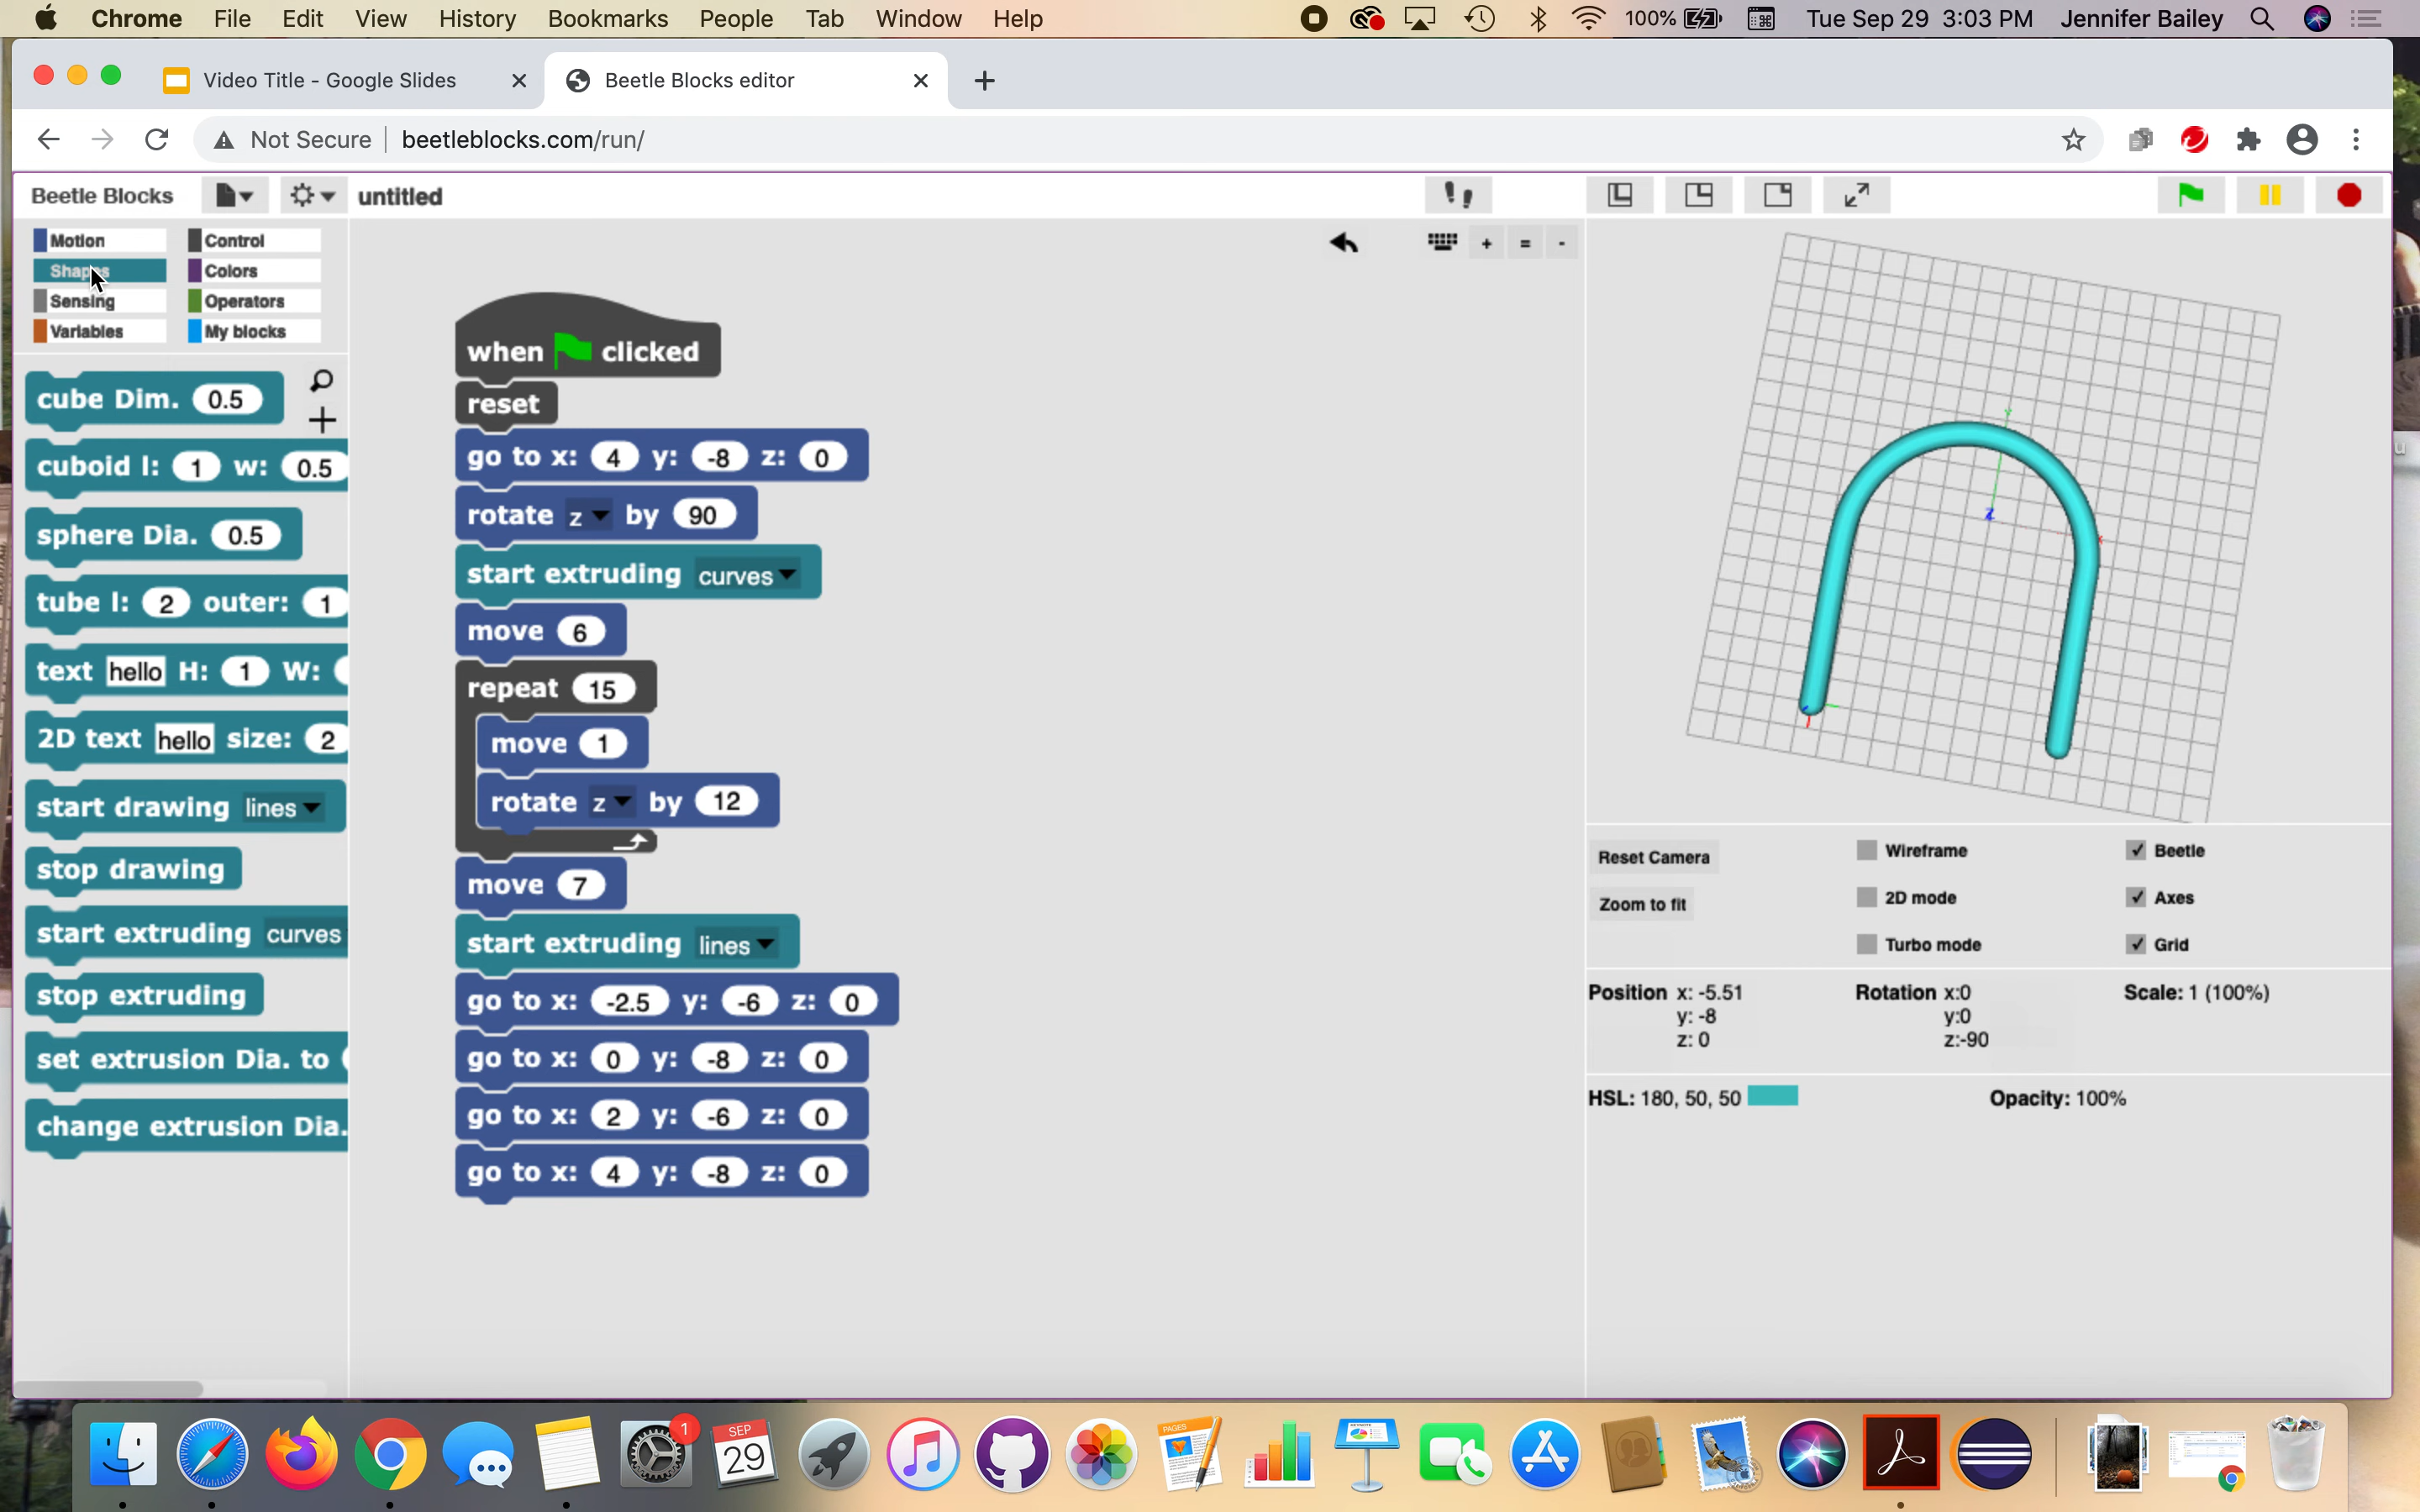 Chrome File Edit View History Bookmarks People Tab Window Help 100% Tue Sep 29 3:03 PM Jennifer Bailey
Video Title - Google Slides Beetle Blocks editor
Not Secure beetleblocks.com/run/
Beetle Blocks untitled
Motion Control
Shapes Colors
Sensing Operators
Variables My blocks
+ = -
cube Dim. 0.5
cuboid l: 1 w: 0.5
sphere Dia. 0.5
tube l: 2 outer: 1
text hello H: 1 W:
2D text hello size: 2
start drawing lines
stop drawing
start extruding curves
stop extruding
set extrusion Dia. to
change extrusion Dia.
when clicked
reset
go to x: 4 y: -8 z: 0
rotate z by 90
start extruding curves
move 6
repeat 15
move 1
rotate z by 12
move 7
start extruding lines
go to x: -2.5 y: -6 z: 0
go to x: 0 y: -8 z: 0
go to x: 2 y: -6 z: 0
go to x: 4 y: -8 z: 0
Y
Z
X
Reset Camera Wireframe Beetle
Zoom to fit 2D mode Axes
Turbo mode Grid
Position x: -5.51 Rotation x:0 Scale: 1 (100%)
y: -8 y:0
z: 0 z:-90
HSL: 180, 50, 50 Opacity: 100%
u
1
SEP
29
PAGES